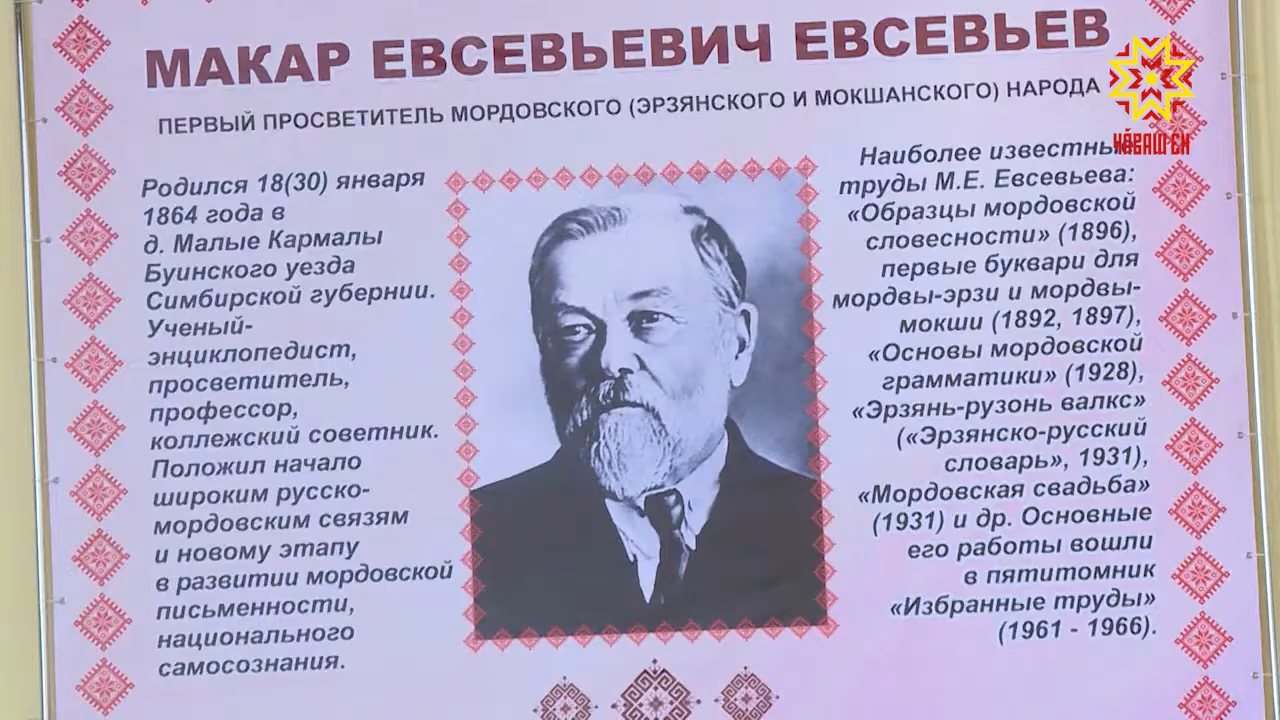 МАКАР ЕВСЕВЬЕВИЧ ЕВСЕВЬЕВ
ПЕРВЫЙ ПРОСВЕТИТЕЛЬ МОРДОВСКОГО (ЭРЗЯНСКОГО И МОКШАНСКОГО) НАРОДА
Родился 18(30) января
1864 года в
д. Малые Кармалы
Буинского уезда
Симбирской губернии.
Ученый-
энциклопедист,
просветитель,
профессор,
коллежский советник.
Положил начало
широким русско-
мордовским связям
и новому этапу
в развитии мордовской
письменности,
национального
самосознания.
Наиболее известны
труды М.Е. Евсевьева:
«Образцы мордовской
словесности» (1896),
первые буквари для
мордвы-эрзи и мордвы-
мокши (1892, 1897),
«Основы мордовской
грамматики» (1928),
«Эрзянь-рузонь валкс»
(«Эрзянско-русский
словарь», 1931),
«Мордовская свадьба»
(1931) и др. Основные
его работы вошли
в пятитомник
«Избранные труды»
(1961 - 1966).
ЧĂВАШ ЕН